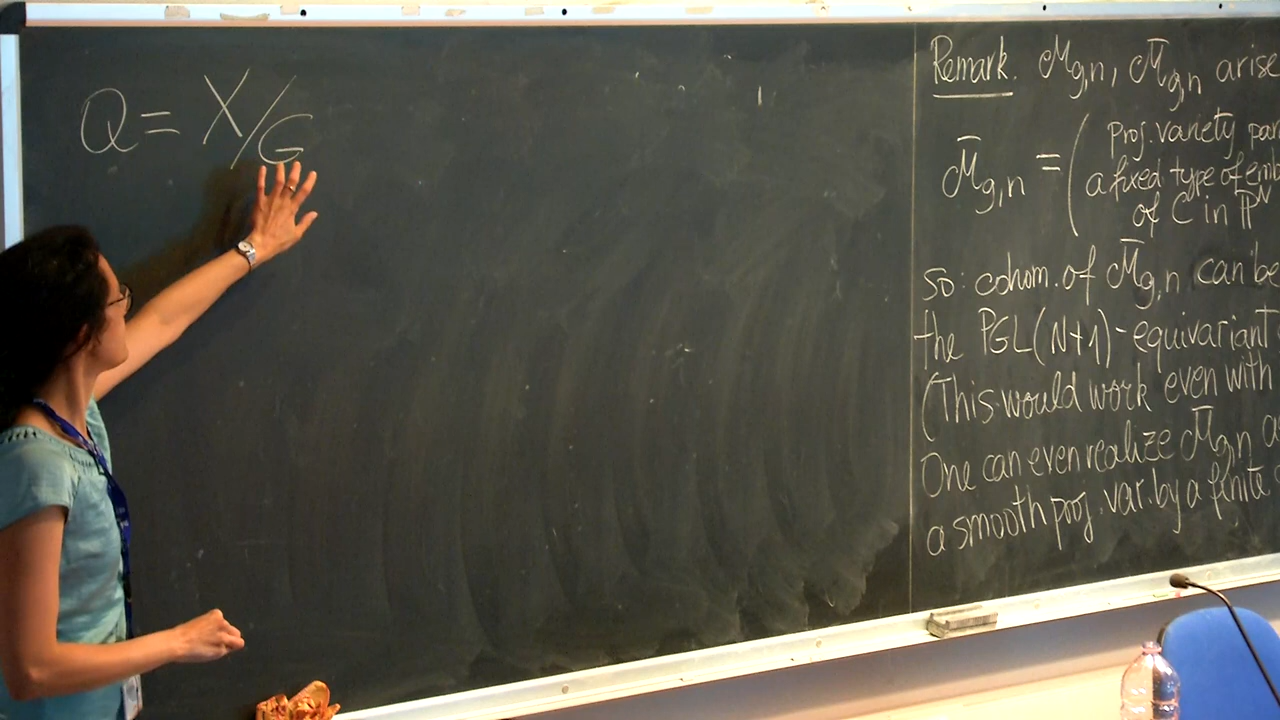 Q = X/G
Remark. M̄g,n, M̄g,n arise
M̄g,n = ( proj. variety par
a fixed type of emb
of C in ℙᴺ
so: cohom. of M̄g,n can be
the PGL(N+1)-equivariant
(This would work even with
One can even realize M̄g,n as
a smooth proj. var. by a finite